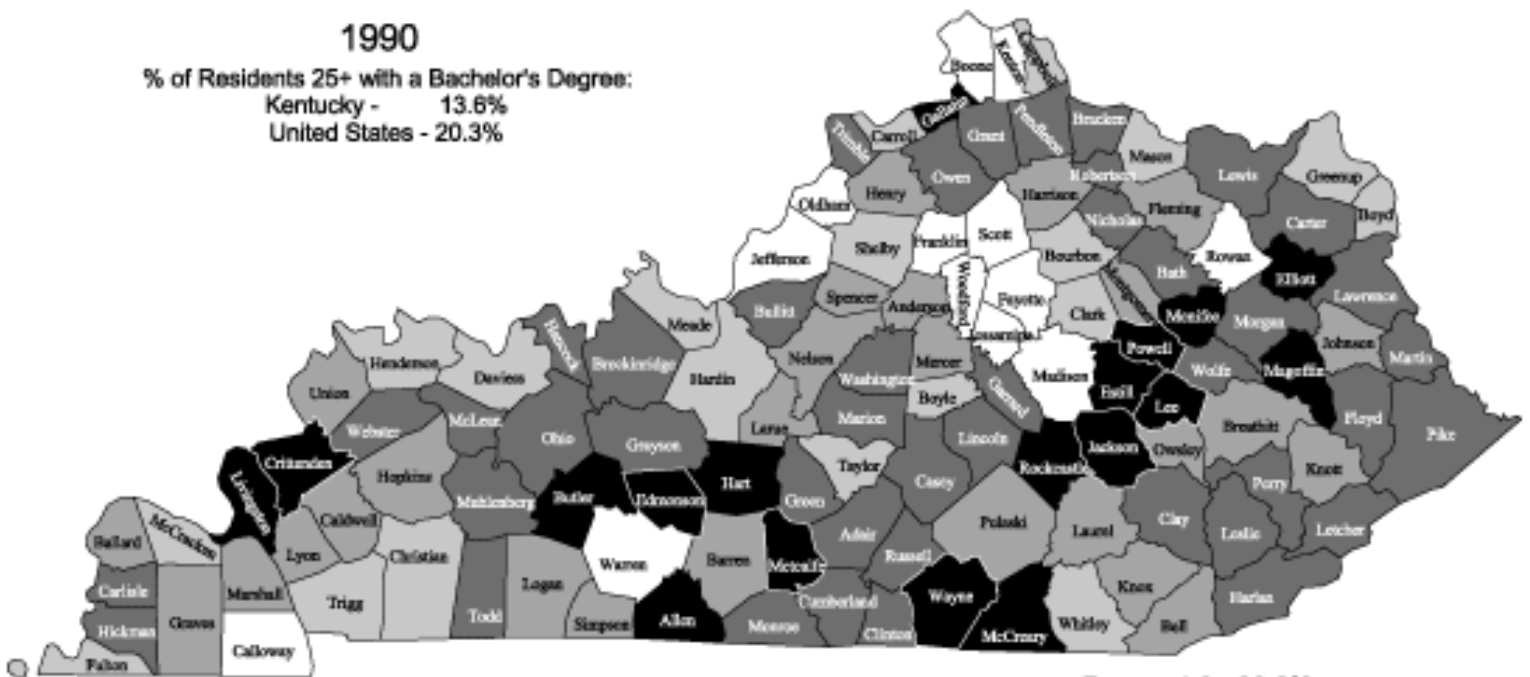 1990
% of Residents 25+ with a Bachelor's Degree:
Kentucky - 13.6%
United States - 20.3%
Boone
Kenton
Campbell
Gallatin
Carroll
Trimble
Grant
Pendleton
Bracken
Mason
Owen
Robertson
Lewis
Greenup
Henry
Harrison
Oldham
Nicholas
Fleming
Carter
Boyd
Shelby
Franklin
Scott
Jefferson
Bourbon
Rowan
Bath
Elliott
Woodford
Spencer
Anderson
Fayette
Montgomery
Lawrence
Bullitt
Clark
Menifee
Morgan
Meade
Hancock
Jessamine
Powell
Johnson
Martin
Henderson
Breckinridge
Nelson
Mercer
Washington
Madison
Wolfe
Magoffin
Daviess
Hardin
Union
Garrard
Estill
Boyle
Lee
McLean
Marion
Breathitt
Floyd
Webster
Larue
Pike
Ohio
Grayson
Lincoln
Jackson
Owsley
Crittenden
Taylor
Rockcastle
Knott
Hopkins
Hart
Casey
Perry
Livingston
Muhlenberg
Butler
Edmonson
Green
Clay
Caldwell
Pulaski
Laurel
Leslie
Letcher
McCracken
Adair
Ballard
Lyon
Christian
Russell
Warren
Barren
Metcalfe
Carlisle
Marshall
Logan
Knox
Trigg
Wayne
Harlan
Cumberland
Todd
Graves
Hickman
Simpson
Allen
Monroe
Clinton
McCreary
Whitley
Bell
Calloway
Fulton